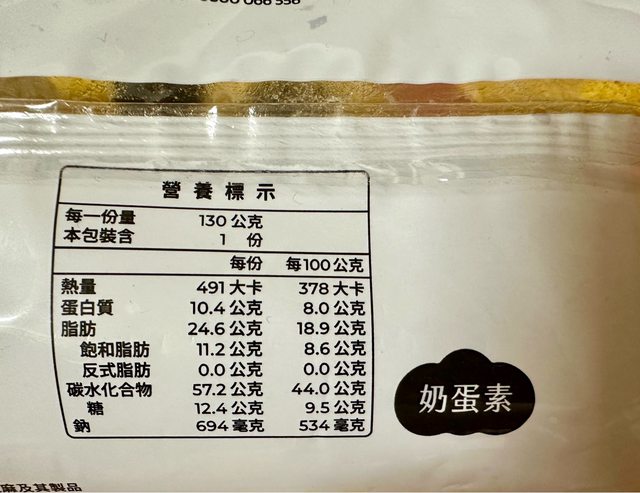 營養標示
每一份量 130 公克
本包裝含 1 份
每份 每100公克
熱量 491 大卡 378 大卡
蛋白質 10.4 公克 8.0 公克
脂肪 24.6 公克 18.9 公克
飽和脂肪 11.2 公克 8.6 公克
反式脂肪 0.0 公克 0.0 公克
碳水化合物 57.2 公克 44.0 公克
糖 12.4 公克 9.5 公克
鈉 694 毫克 534 毫克
奶蛋素
及其製品